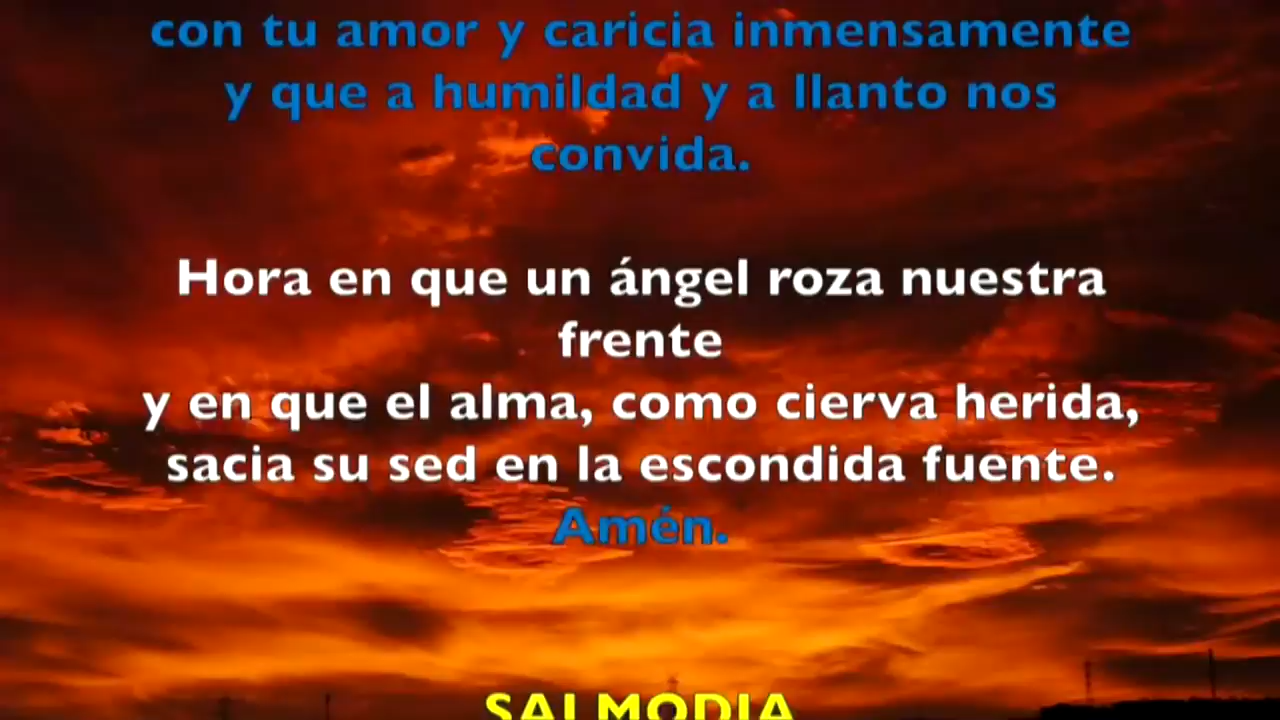 con tu amor y caricia inmensamente
y que a humildad y a llanto nos
convida.
Hora en que un ángel roza nuestra
frente
y en que el alma, como cierva herida,
sacia su sed en la escondida fuente.
Amén.
SALMODIA